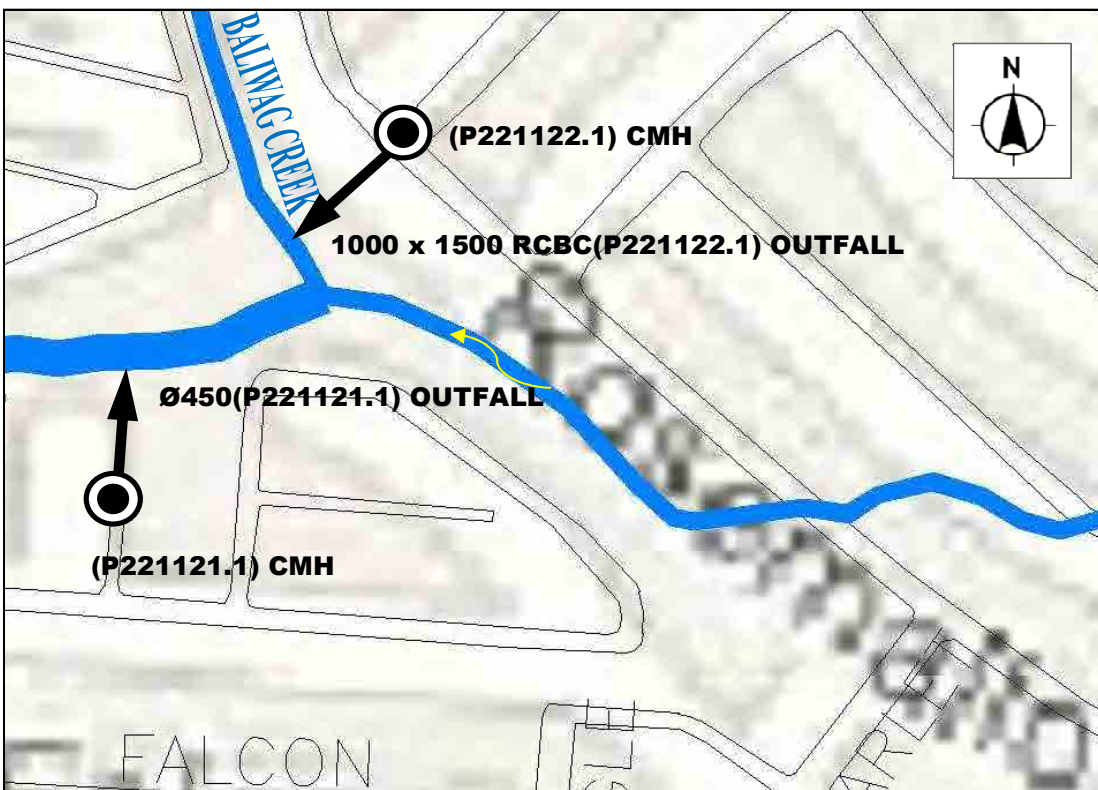 BALIWAG CREEK
N
(P221122.1) CMH
1000 x 1500 RCBC(P221122.1) OUTFALL
Ø450(P221121.1) OUTFALL
(P221121.1) CMH
FALCON